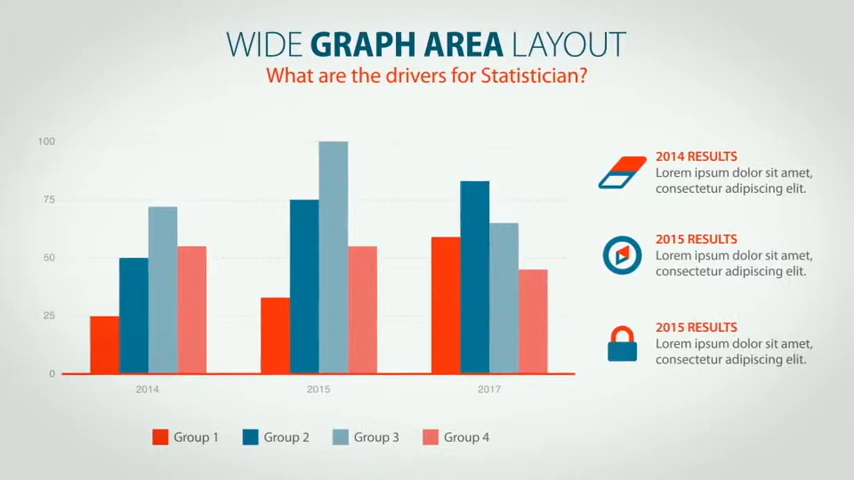 WIDE GRAPH AREA LAYOUT
What are the drivers for Statistician?
100
75
50
25
0
2014
2015
2017
Group 1
Group 2
Group 3
Group 4
2014 RESULTS
Lorem ipsum dolor sit amet,
consectetur adipiscing elit.
2015 RESULTS
Lorem ipsum dolor sit amet,
consectetur adipiscing elit.
2015 RESULTS
Lorem ipsum dolor sit amet,
consectetur adipiscing elit.